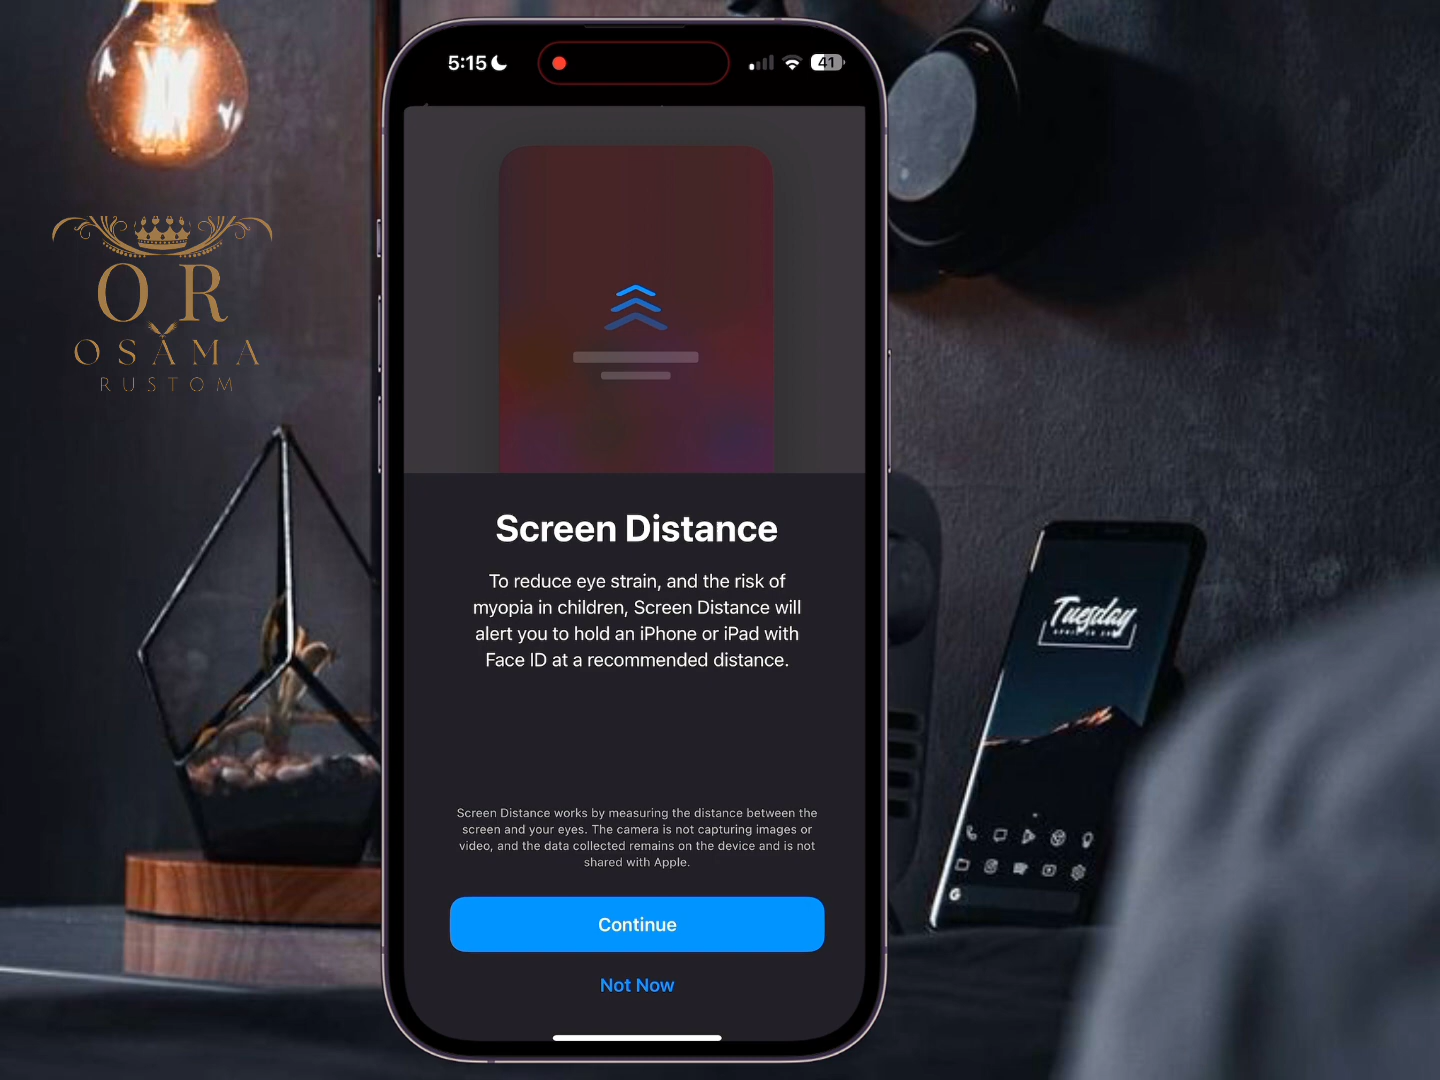 5:15
41
O R
OSAMA
RUSTOM
Screen Distance
To reduce eye strain, and the risk of
myopia in children, Screen Distance will
alert you to hold an iPhone or iPad with
Face ID at a recommended distance.
Tuesday
Screen Distance works by measuring the distance between the
screen and your eyes. The camera is not capturing images or
video, and the data collected remains on the device and is not
shared with Apple.
G
Continue
Not Now